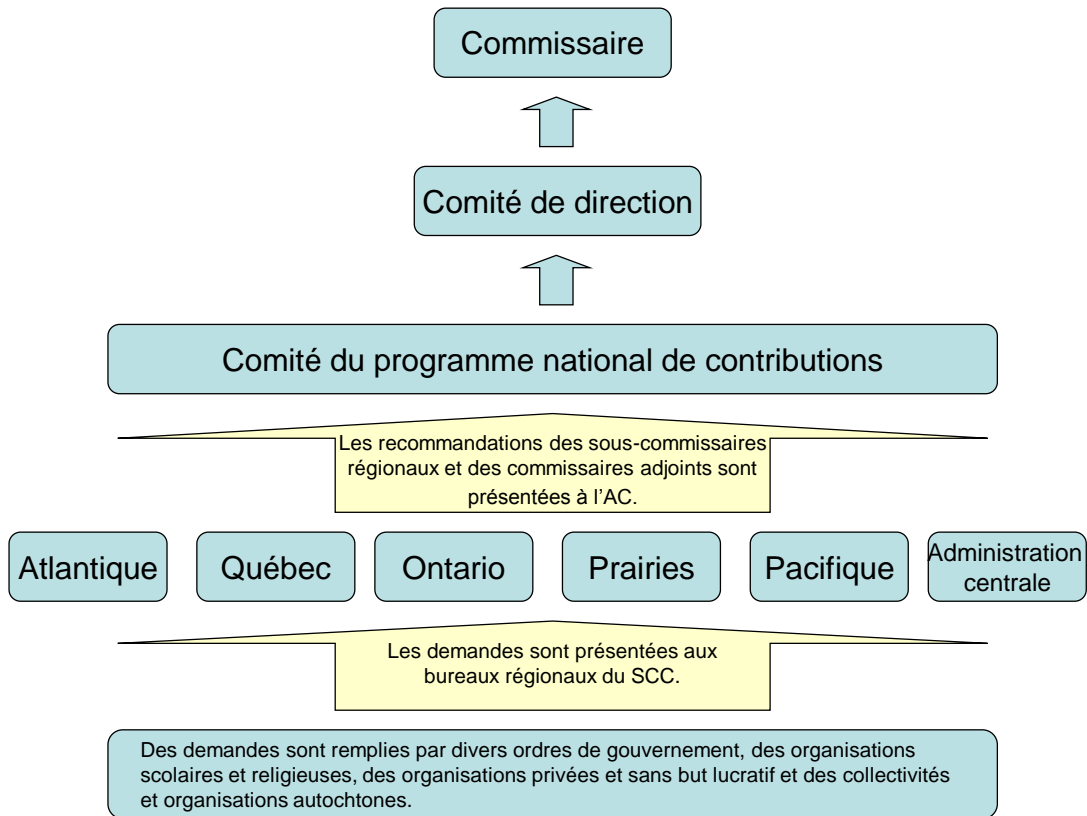 Commissaire
Comité de direction
Comité du programme national de contributions
Les recommandations des sous-commissaires
régionaux et des commissaires adjoints sont
présentées à l’AC.
Atlantique
Québec
Ontario
Prairies
Pacifique
Administration
centrale
Les demandes sont présentées aux
bureaux régionaux du SCC.
Des demandes sont remplies par divers ordres de gouvernement, des organisations
scolaires et religieuses, des organisations privées et sans but lucratif et des collectivités
et organisations autochtones.